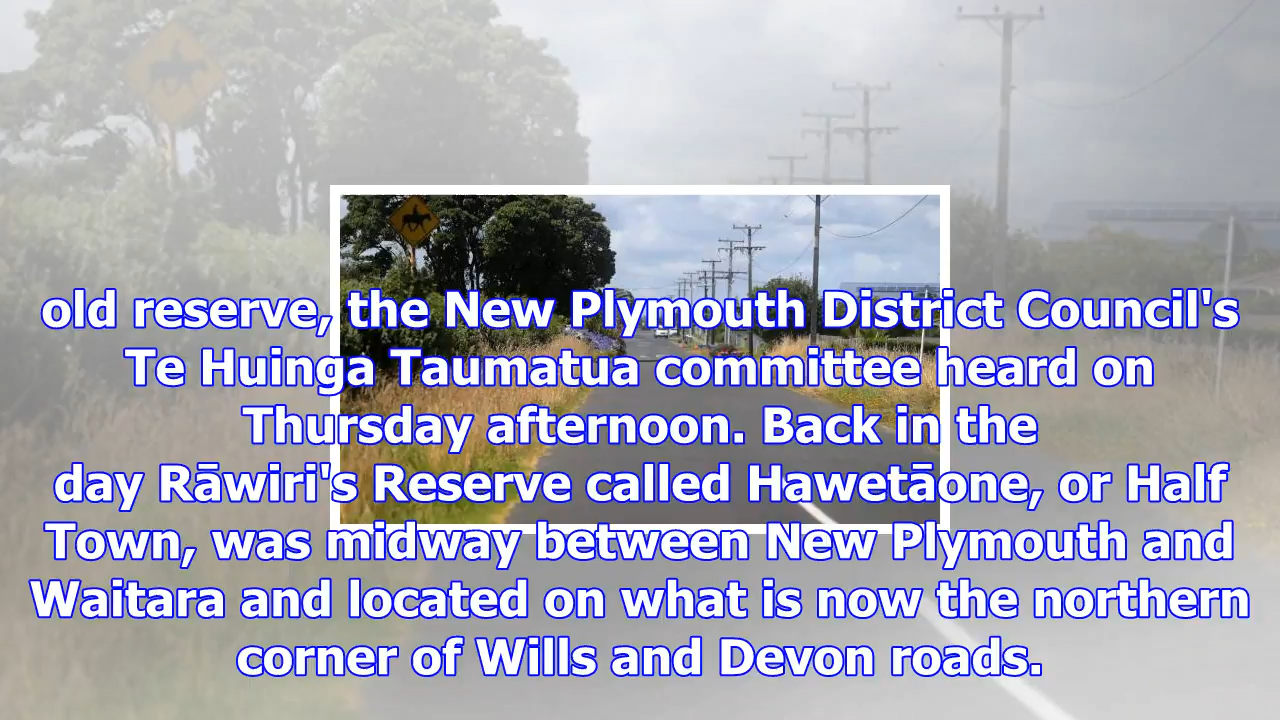 old reserve, the New Plymouth District Council's
Te Huinga Taumatua committee heard on
Thursday afternoon. Back in the
day Rāwiri's Reserve called Hawetāone, or Half
Town, was midway between New Plymouth and
Waitara and located on what is now the northern
corner of Wills and Devon roads.